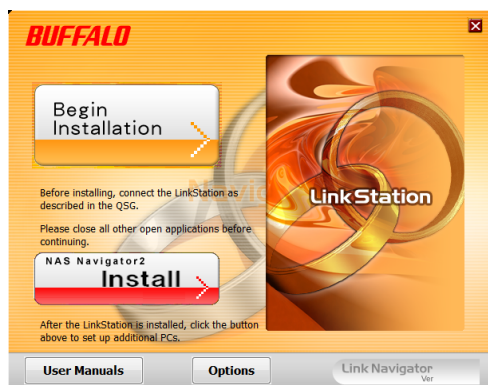 BUFFALO
Begin
Installation
Before installing, connect the LinkStation as
described in the QSG.
Please close all other open applications before
continuing.
NAS Navigator2
Install
After the LinkStation is installed, click the button
above to set up additional PCs.
LinkStation
User Manuals
Options
Link Navigator
Ver